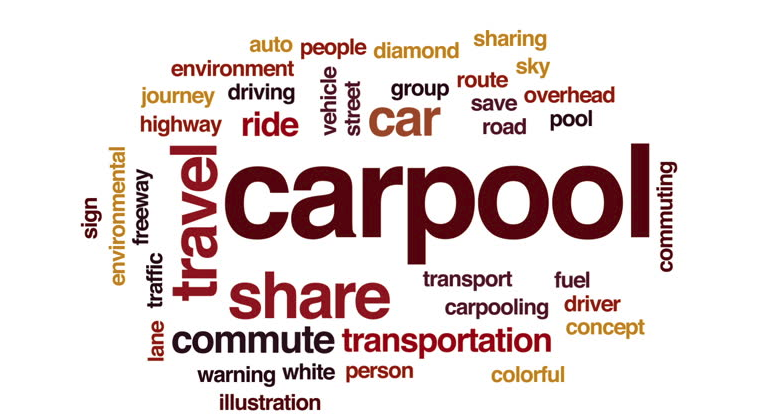 auto
people
diamond
sharing
environment
sky
journey
driving
vehicle
street
group
route
save
overhead
highway
ride
car
road
pool
sign
environmental
freeway
travel
carpool
commuting
traffic
share
transport
fuel
carpooling
driver
lane
commute
transportation
concept
warning
white
person
colorful
illustration